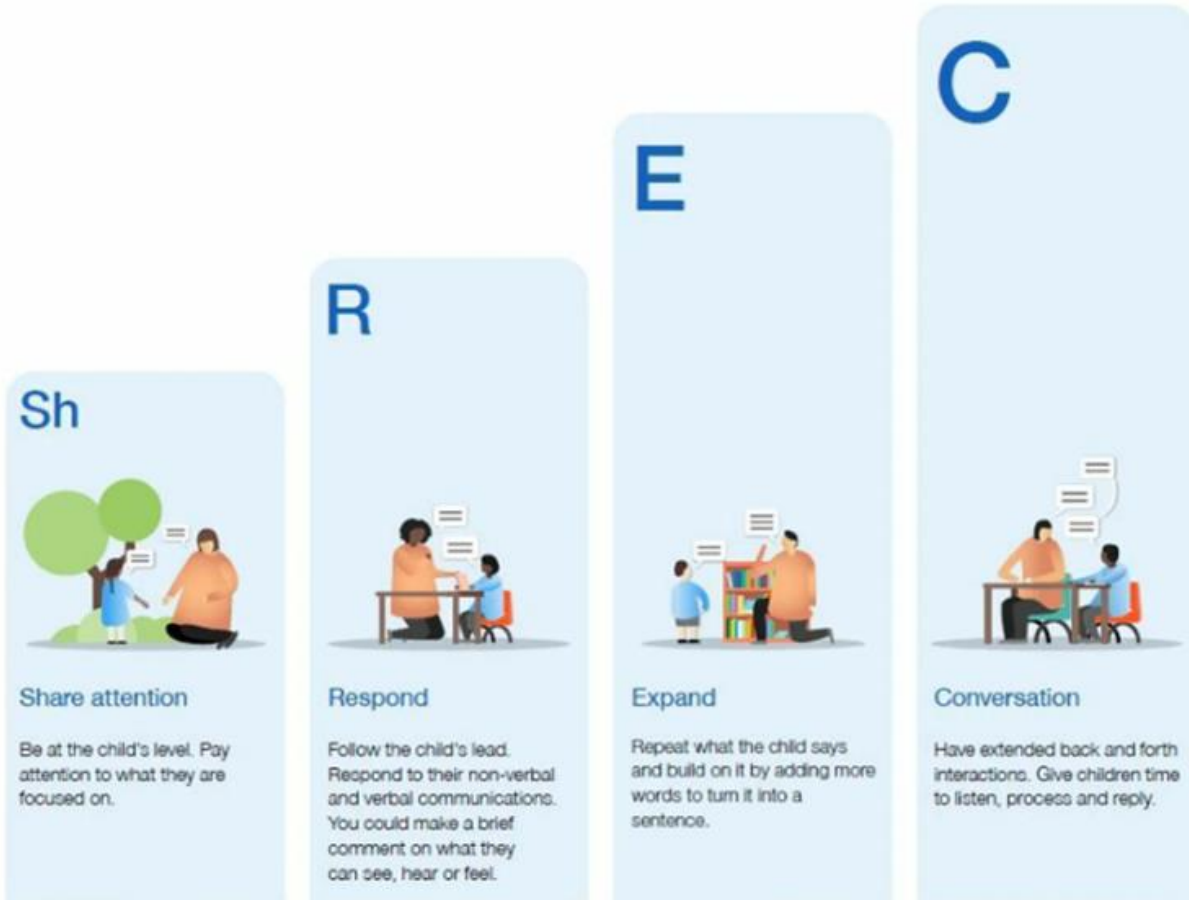 Sh
Share attention
Be at the child's level. Pay
attention to what they are
focused on.
R
Respond
Follow the child's lead.
Respond to their non-verbal
and verbal communications.
You could make a brief
comment on what they
can see, hear or feel.
E
Expand
Repeat what the child says
and build on it by adding more
words to turn it into a
sentence.
C
Conversation
Have extended back and forth
interactions. Give children time
to listen, process and reply.